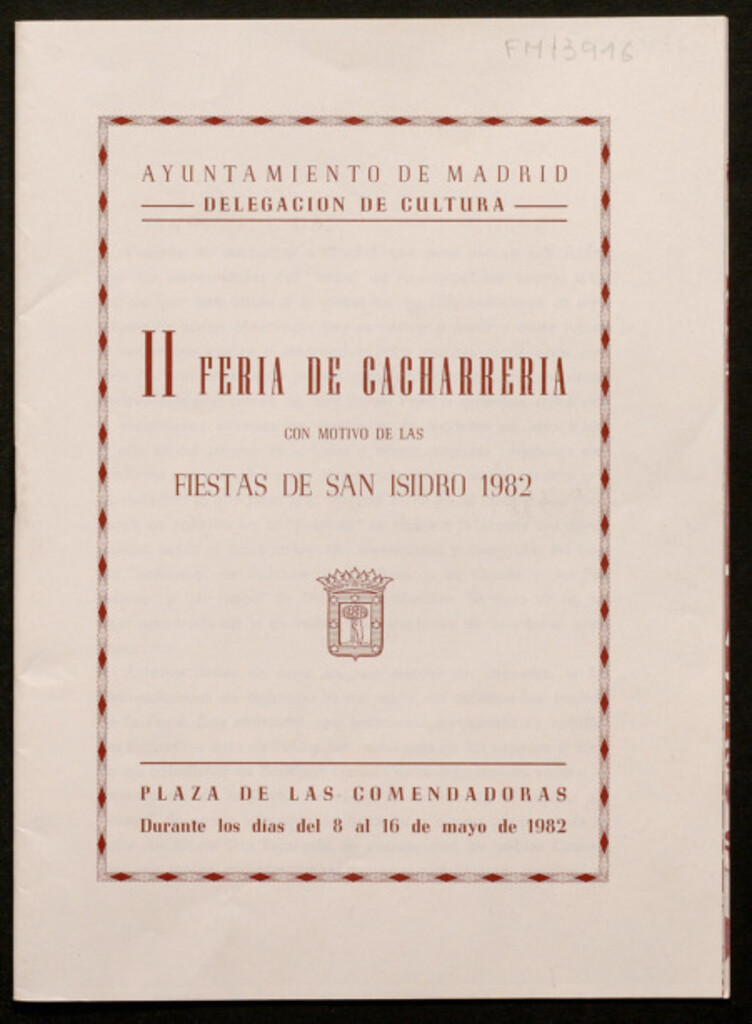 FM/3916
AYUNTAMIENTO DE MADRID
DELEGACION DE CULTURA
II FERIA DE CACHARRERIA
CON MOTIVO DE LAS
FIESTAS DE SAN ISIDRO 1982
PLAZA DE LAS COMENDADORAS
Durante los días del 8 al 16 de mayo de 1982